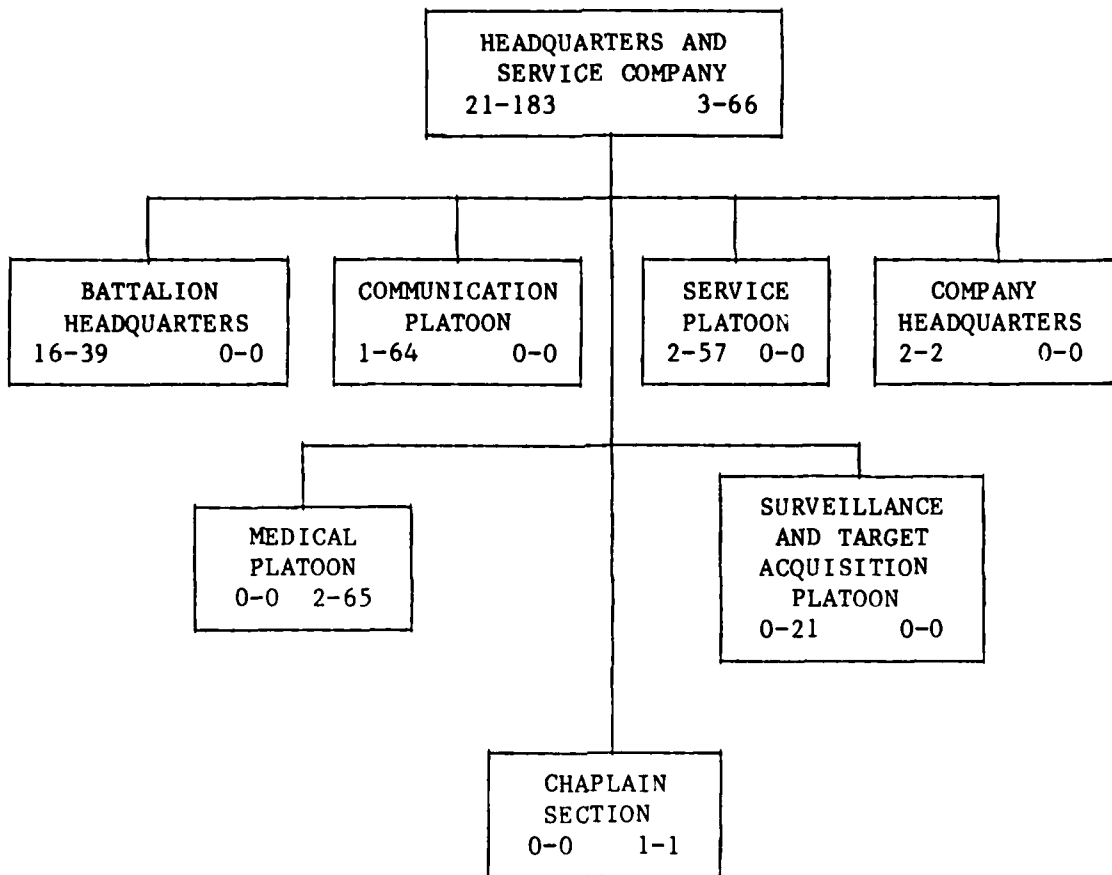 HEADQUARTERS AND
SERVICE COMPANY
21-183 3-66
BATTALION
HEADQUARTERS
16-39 0-0
COMMUNICATION
PLATOON
1-64 0-0
SERVICE
PLATOON
2-57 0-0
COMPANY
HEADQUARTERS
2-2 0-0
MEDICAL
PLATOON
0-0 2-65
SURVEILLANCE
AND TARGET
ACQUISITION
PLATOON
0-21 0-0
CHAPLAIN
SECTION
0-0 1-1